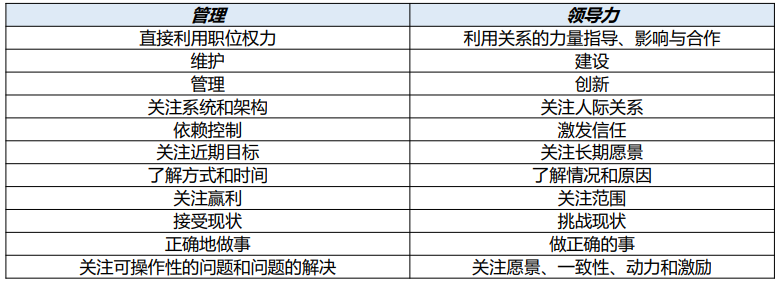 管理 领导力
直接利用职位权力 利用关系的力量指导、影响与合作
维护 建设
管理 创新
关注系统和架构 关注人际关系
依赖控制 激发信任
关注近期目标 关注长期愿景
了解方式和时间 了解情况和原因
关注赢利 关注范围
接受现状 挑战现状
正确地做事 做正确的事
关注可操作性的问题和问题的解决 关注愿景、一致性、动力和激励